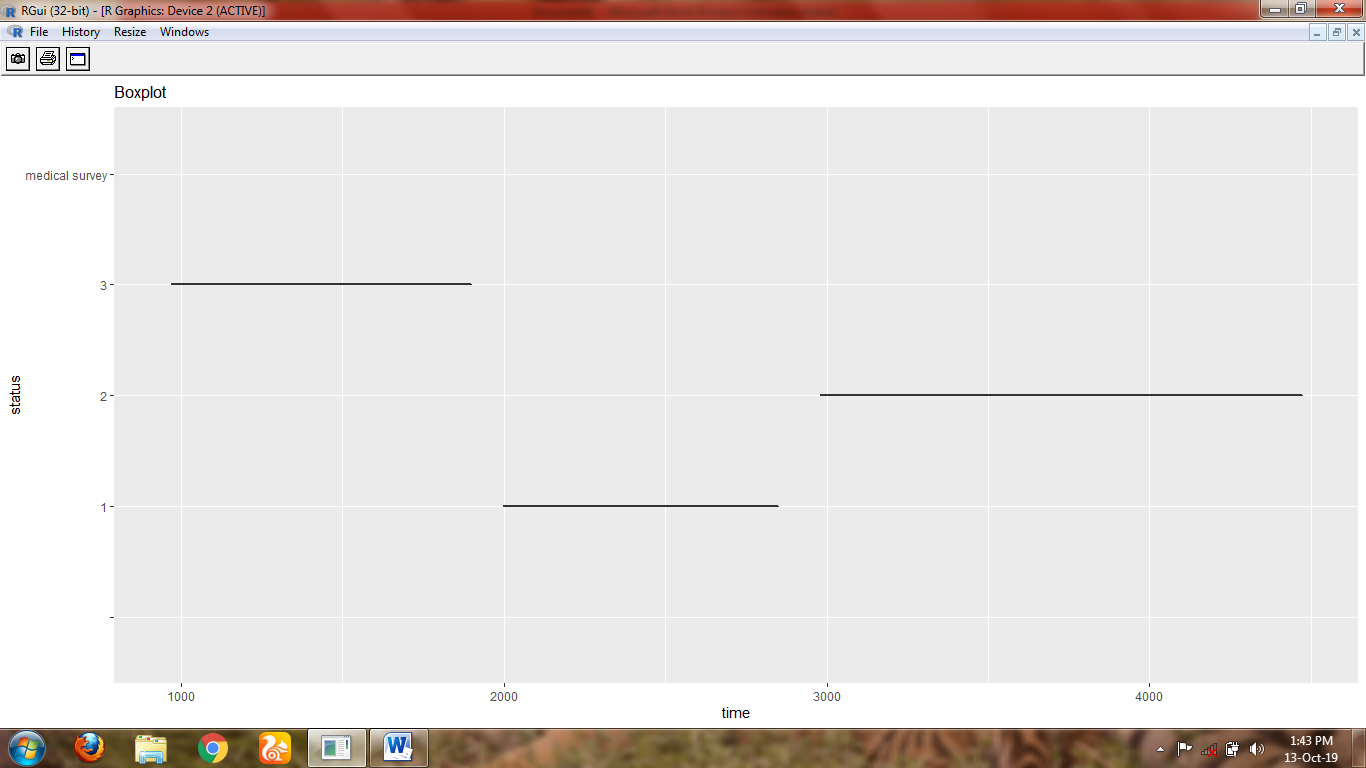 RGui (32-bit) - [R Graphics: Device 2 (ACTIVE)]
File History Resize Windows
Boxplot
medical survey
3
2
1
status
1000 2000 3000 4000
time
1:43 PM
13-Oct-19